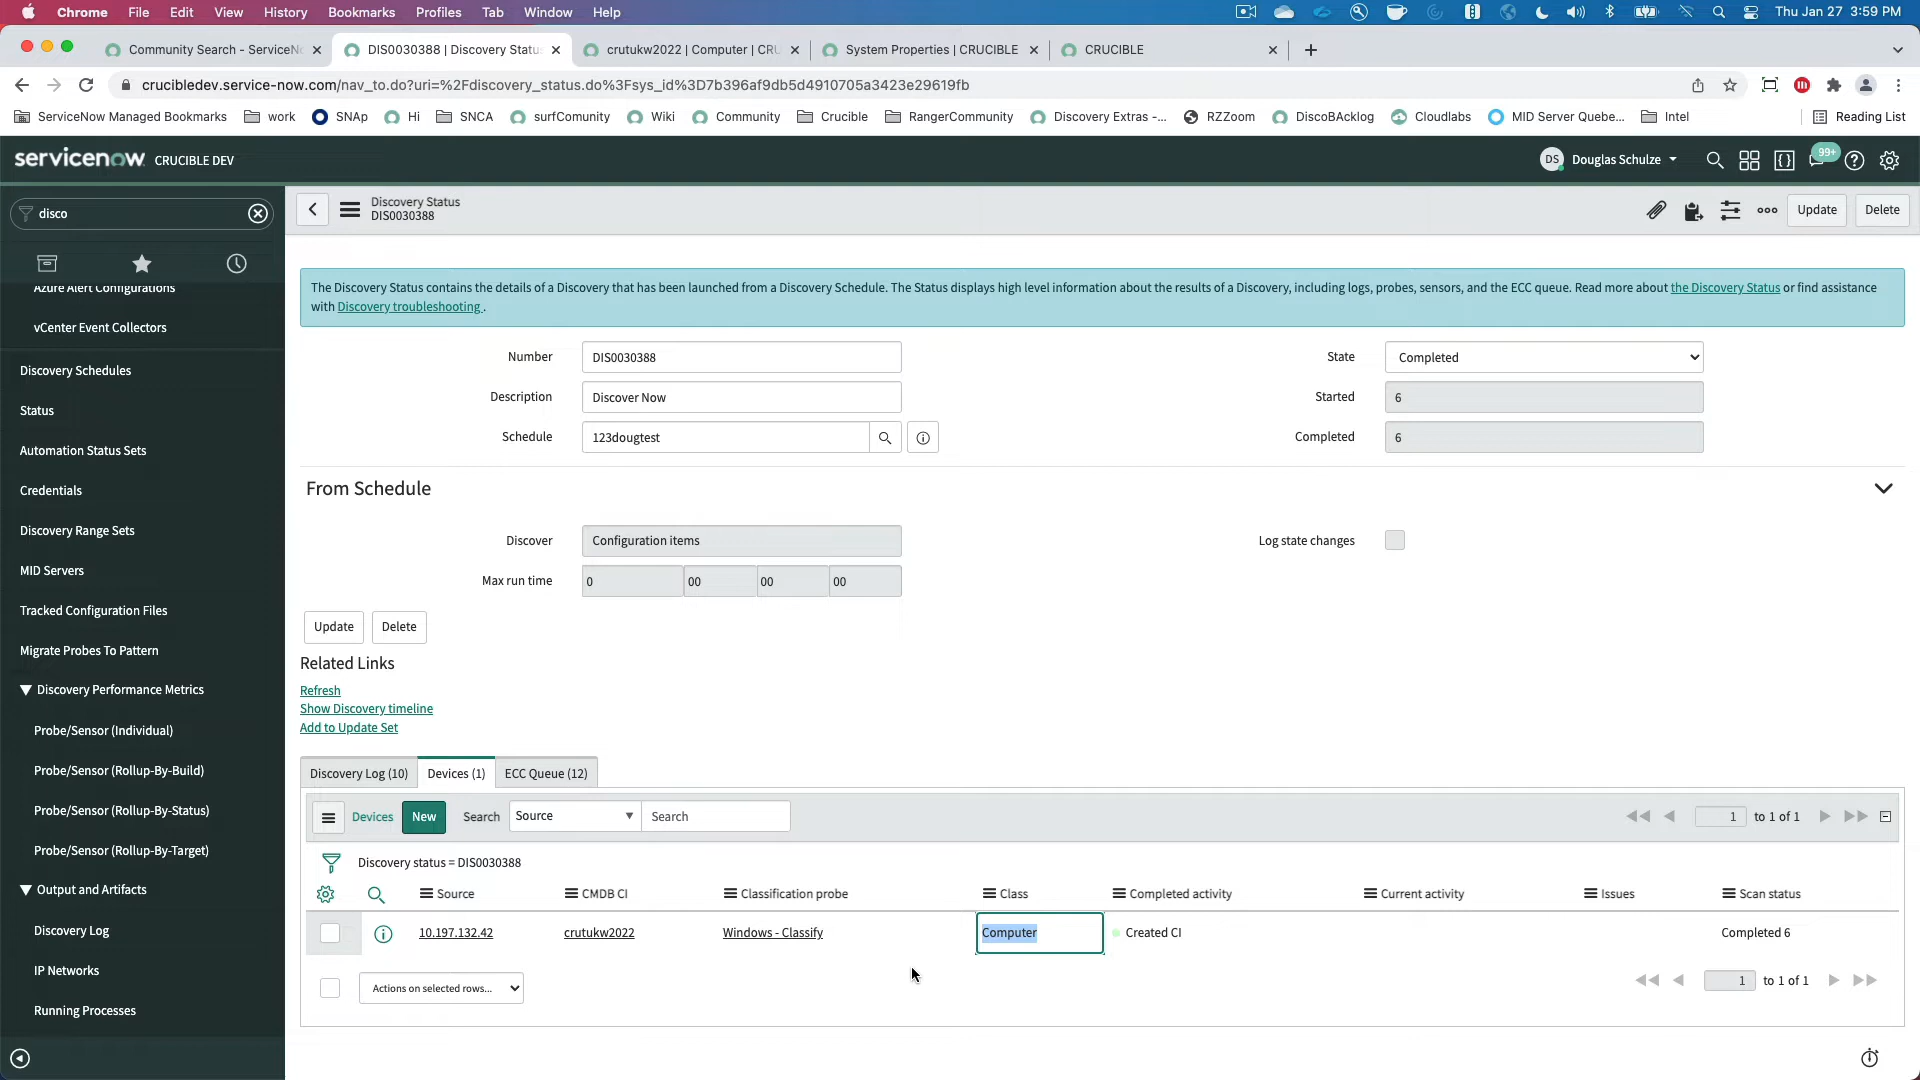 Chrome File Edit View History Bookmarks Profiles Tab Window Help Thu Jan 27 3:59 PM
Community Search - ServiceN DIS0030388 | Discovery Statu crutukw2022 | Computer | CRU System Properties | CRUCIBLE CRUCIBLE
crucibledev.service-now.com/nav_to.do?uri=%2Fdiscovery_status.do%3Fsys_id%3D7b396af9db5d4910705a3423e29619fb
ServiceNow Managed Bookmarks work SNAp Hi SNCA surfComunity Wiki Community Crucible RangerCommunity Discovery Extras -... RZZoom DiscoBAcklog Cloudlabs MID Server Quebe... Intel Reading List
servicenow CRUCIBLE DEV DS Douglas Schulze 99+
disco
Azure Alert Configurations
vCenter Event Collectors
Discovery Schedules
Status
Automation Status Sets
Credentials
Discovery Range Sets
MID Servers
Tracked Configuration Files
Migrate Probes To Pattern
Discovery Performance Metrics
Probe/Sensor (Individual)
Probe/Sensor (Rollup-By-Build)
Probe/Sensor (Rollup-By-Status)
Probe/Sensor (Rollup-By-Target)
Output and Artifacts
Discovery Log
IP Networks
Running Processes
Discovery Status
DIS0030388
Update Delete
The Discovery Status contains the details of a Discovery that has been launched from a Discovery Schedule. The Status displays high level information about the results of a Discovery, including logs, probes, sensors, and the ECC queue. Read more about the Discovery Status or find assistance
with Discovery troubleshooting .
Number DIS0030388 State Completed
Description Discover Now Started 6
Schedule 123dougtest Completed 6
From Schedule
Discover Configuration items Log state changes
Max run time 0 00 00 00
Update Delete
Related Links
Refresh
Show Discovery timeline
Add to Update Set
Discovery Log (10) Devices (1) ECC Queue (12)
Devices New Search Source Search 1 to 1 of 1
Discovery status = DIS0030388
Source CMDB CI Classification probe Class Completed activity Current activity Issues Scan status
10.197.132.42 crutukw2022 Windows - Classify Computer Created CI Completed 6
Actions on selected rows... 1 to 1 of 1